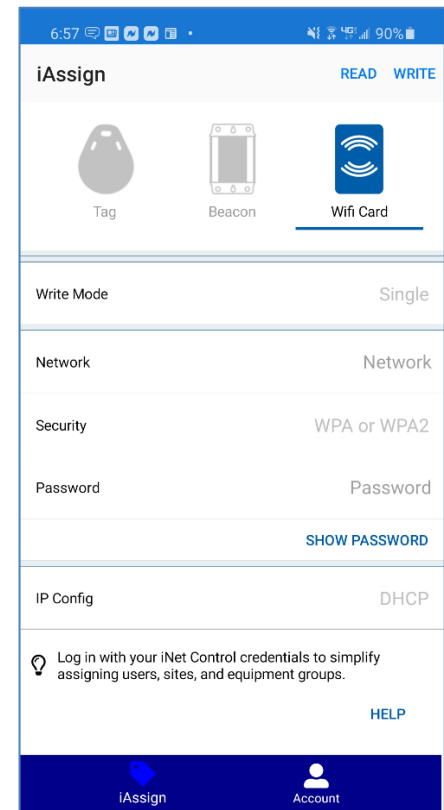 6:57 4G 90%
iAssign READ WRITE
Tag Beacon Wifi Card
Write Mode Single
Network Network
Security WPA or WPA2
Password Password
SHOW PASSWORD
IP Config DHCP
Log in with your iNet Control credentials to simplify
assigning users, sites, and equipment groups.
HELP
iAssign Account